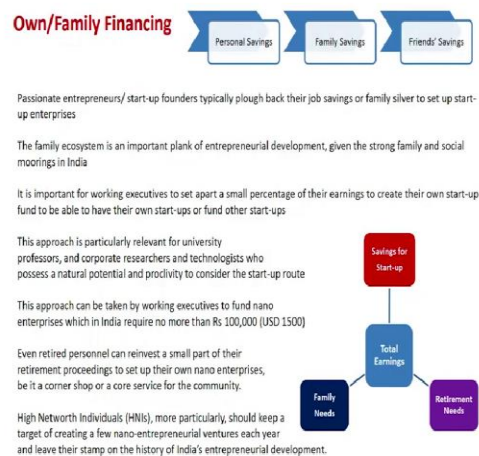 Own/Family Financing
Personal Savings
Family Savings
Friends' Savings
Passionate entrepreneurs/ start-up founders typically plough back their job savings or family silver to set up start-
up enterprises
The family ecosystem is an important plank of entrepreneurial development, given the strong family and social
moorings in India
It is important for working executives to set apart a small percentage of their earnings to create their own start-up
fund to be able to have their own start-ups or fund other start-ups
This approach is particularly relevant for university
professors, and corporate researchers and technologists who
possess a natural potential and proclivity to consider the start-up route
This approach can be taken by working executives to fund nano
enterprises which in India require no more than Rs 100,000 (USD 1500)
Even retired personnel can reinvest a small part of their
retirement proceedings to set up their own nano enterprises,
be it a corner shop or a core service for the community.
High Networth Individuals (HNIs), more particularly, should keep a
target of creating a few nano-entrepreneurial ventures each year
and leave their stamp on the history of India's entrepreneurial development.
Savings for
Start-up
Total
Earnings
Family
Needs
Retirement
Needs